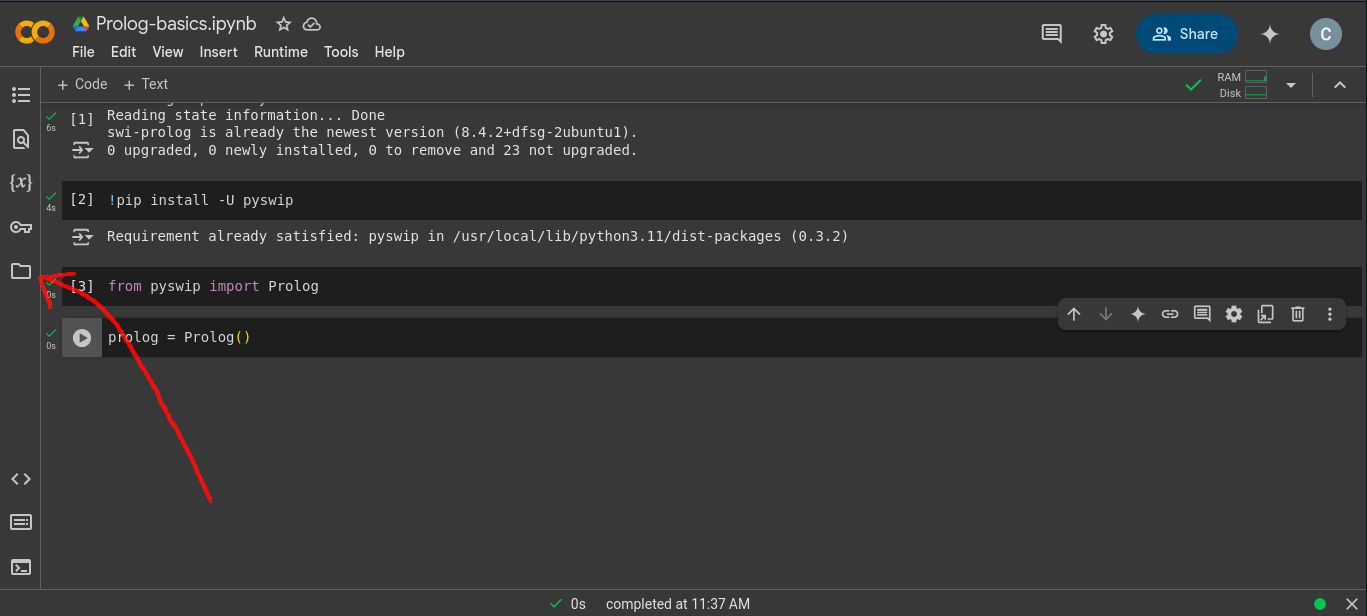 Prolog-basics.ipynb
File Edit View Insert Runtime Tools Help
Share
C
+ Code + Text
RAM
Disk
[1] Reading state information... Done
6s
swi-prolog is already the newest version (8.4.2+dfsg-2ubuntu1).
0 upgraded, 0 newly installed, 0 to remove and 23 not upgraded.
[2] !pip install -U pyswip
4s
Requirement already satisfied: pyswip in /usr/local/lib/python3.11/dist-packages (0.3.2)
[3] from pyswip import Prolog
0s
prolog = Prolog()
0s
0s completed at 11:37 AM